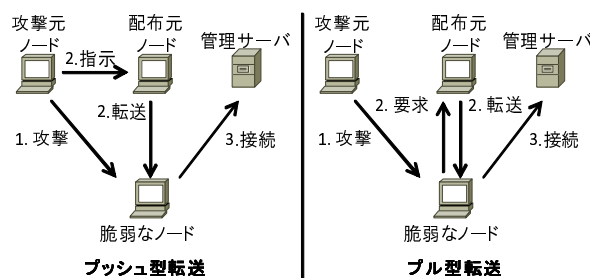 攻撃元
ノード
配布元
ノード
管理サーバ
2.指示
1. 攻撃
2.転送
3.接続
脆弱なノード
プッシュ型転送
攻撃元
ノード
配布元
ノード
管理サーバ
1. 攻撃
2. 要求
2. 転送
3.接続
脆弱なノード
プル型転送